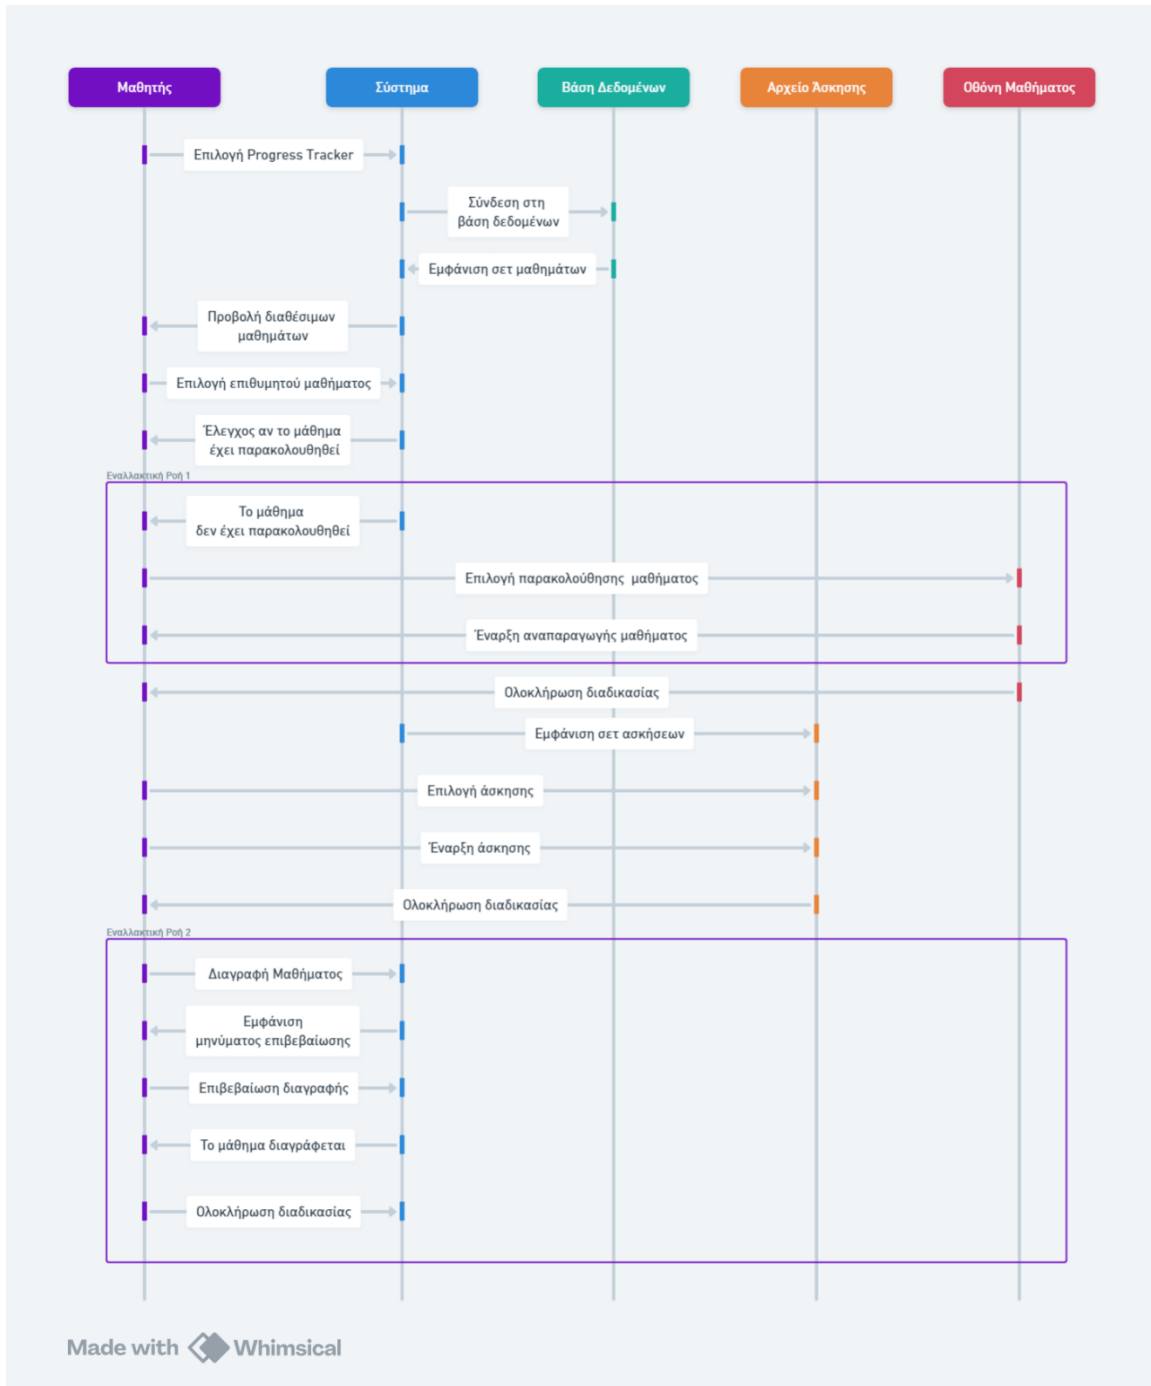 Μαθητής
Σύστημα
Βάση Δεδομένων
Αρχείο Άσκησης
Οθόνη Μαθήματος
Επιλογή Progress Tracker
Σύνδεση στη
βάση δεδομένων
Εμφάνιση σετ μαθημάτων
Προβολή διαθέσιμων
μαθημάτων
Επιλογή επιθυμητού μαθήματος
Έλεγχος αν το μάθημα
έχει παρακολουθηθεί
Εναλλακτική Ροή 1
Το μάθημα
δεν έχει παρακολουθηθεί
Επιλογή παρακολούθησης μαθήματος
Έναρξη αναπαραγωγής μαθήματος
Ολοκλήρωση διαδικασίας
Εμφάνιση σετ ασκήσεων
Επιλογή άσκησης
Έναρξη άσκησης
Ολοκλήρωση διαδικασίας
Εναλλακτική Ροή 2
Διαγραφή Μαθήματος
Εμφάνιση
μηνύματος επιβεβαίωσης
Επιβεβαίωση διαγραφής
Το μάθημα διαγράφεται
Ολοκλήρωση διαδικασίας
Made with Whimsical